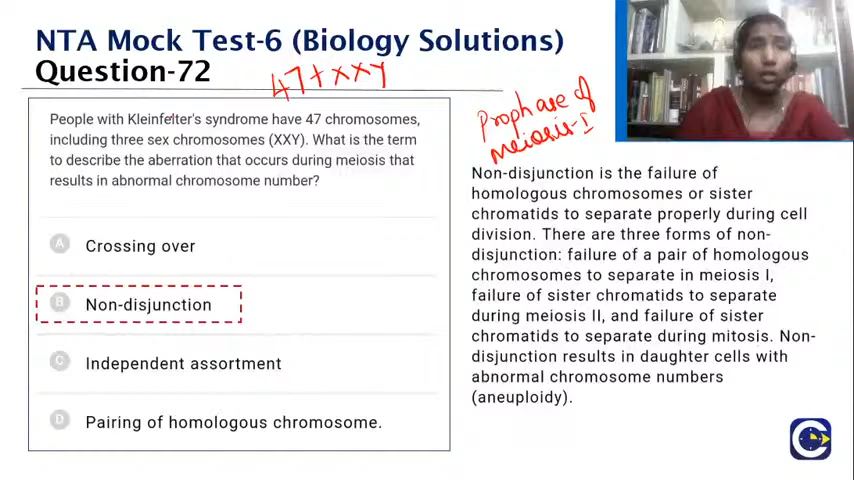 NTA Mock Test-6 (Biology Solutions)
Question-72
47+XXY
People with Kleinfelter's syndrome have 47 chromosomes,
including three sex chromosomes (XXY). What is the term
to describe the aberration that occurs during meiosis that
results in abnormal chromosome number?
A Crossing over
B Non-disjunction
C Independent assortment
D Pairing of homologous chromosome.
Prophase of
meiosis-I
Non-disjunction is the failure of
homologous chromosomes or sister
chromatids to separate properly during cell
division. There are three forms of non-
disjunction: failure of a pair of homologous
chromosomes to separate in meiosis I,
failure of sister chromatids to separate
during meiosis II, and failure of sister
chromatids to separate during mitosis. Non-
disjunction results in daughter cells with
abnormal chromosome numbers
(aneuploidy).